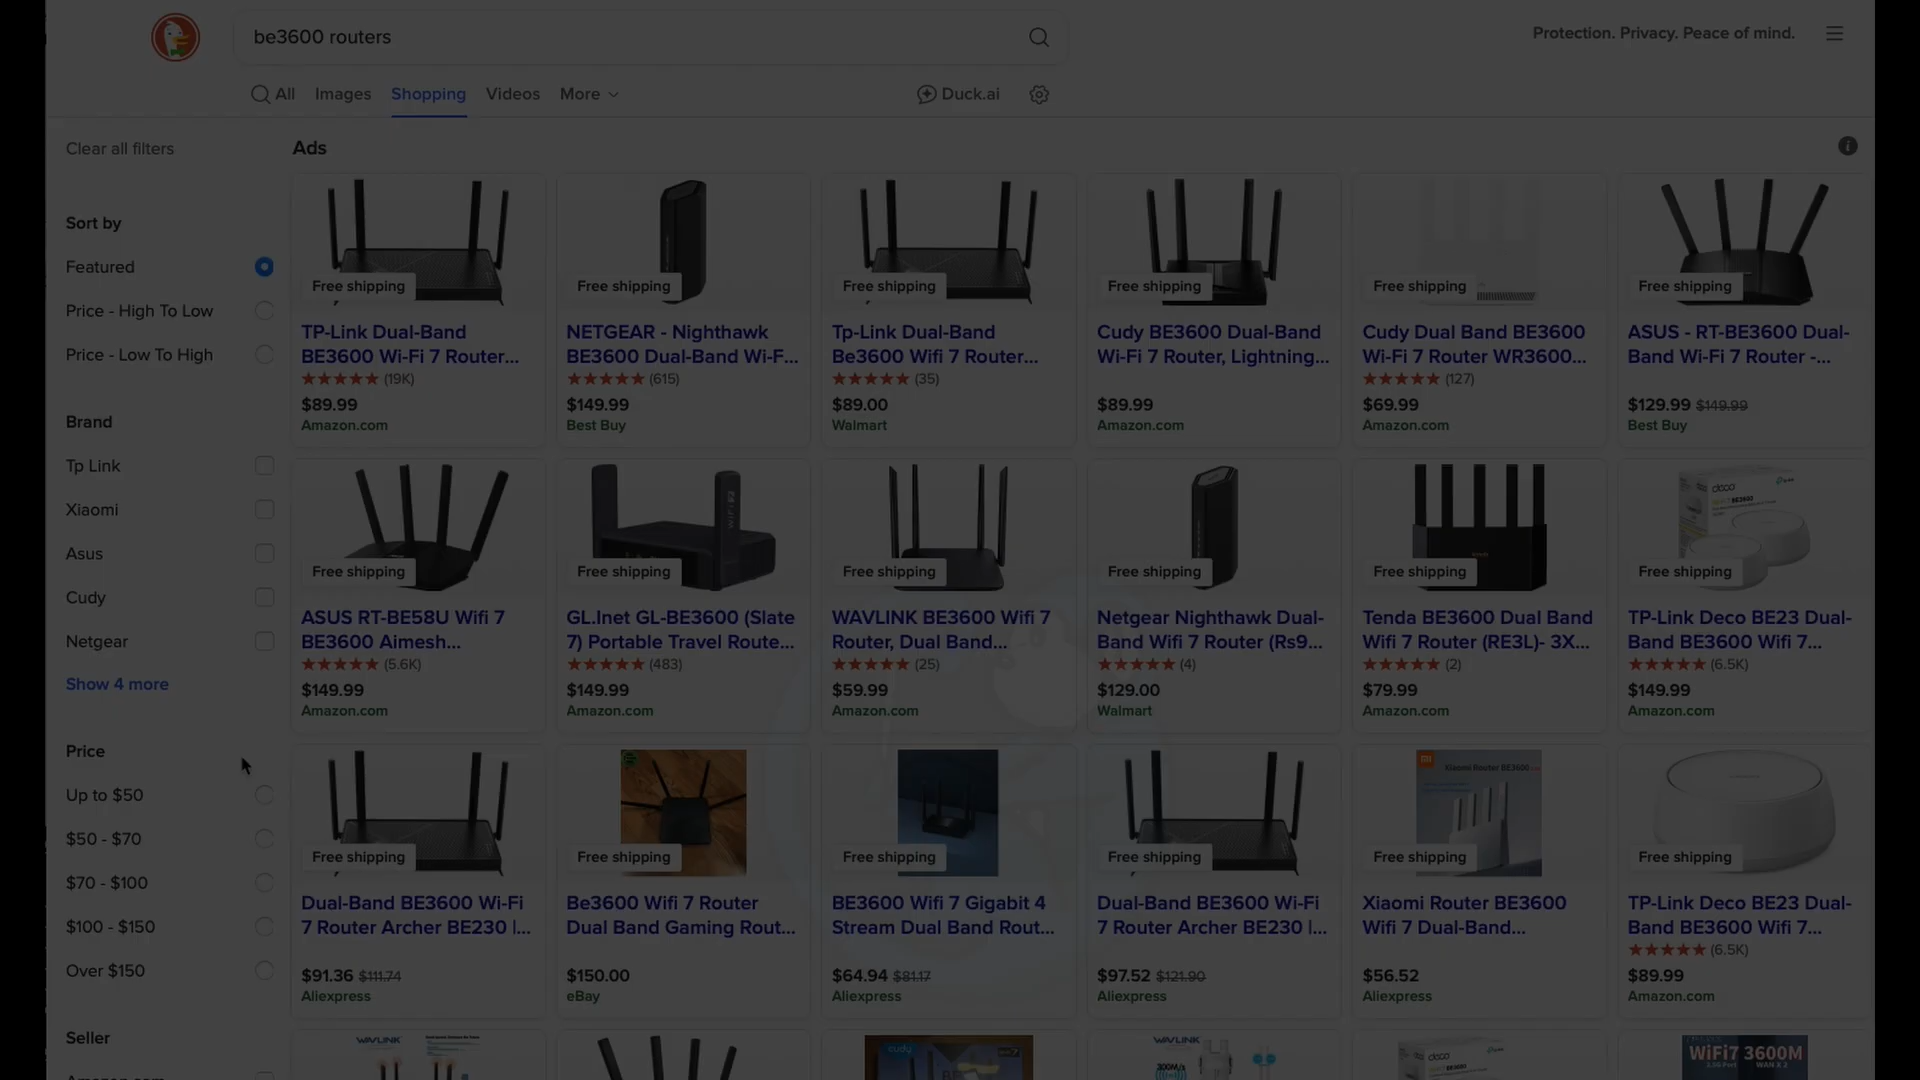 be3600 routers
Protection. Privacy. Peace of mind.
All
Images
Shopping
Videos
More
Duck.ai
Clear all filters
Ads
Sort by
Featured
Price - High To Low
Price - Low To High
Brand
Tp Link
Xiaomi
Asus
Cudy
Netgear
Show 4 more
Price
Up to $50
$50 - $70
$70 - $100
$100 - $150
Over $150
Seller
Free shipping
TP-Link Dual-Band
BE3600 Wi-Fi 7 Router...
(19K)
$89.99
Amazon.com
Free shipping
NETGEAR - Nighthawk
BE3600 Dual-Band Wi-F...
(615)
$149.99
Best Buy
Free shipping
Tp-Link Dual-Band
Be3600 Wifi 7 Router...
(35)
$89.00
Walmart
Free shipping
Cudy BE3600 Dual-Band
Wi-Fi 7 Router, Lightning...
$89.99
Amazon.com
Free shipping
Cudy Dual Band BE3600
Wi-Fi 7 Router WR3600...
(127)
$69.99
Amazon.com
Free shipping
ASUS - RT-BE3600 Dual-
Band Wi-Fi 7 Router -...
$129.99 $149.99
Best Buy
Free shipping
ASUS RT-BE58U Wifi 7
BE3600 Aimesh...
(5.6K)
$149.99
Amazon.com
WiFi 7
Free shipping
GL.Inet GL-BE3600 (Slate
7) Portable Travel Route...
(483)
$149.99
Amazon.com
Free shipping
WAVLINK BE3600 Wifi 7
Router, Dual Band...
(25)
$59.99
Amazon.com
Free shipping
Netgear Nighthawk Dual-
Band Wifi 7 Router (Rs9...
(4)
$129.00
Walmart
Free shipping
Tenda BE3600 Dual Band
Wifi 7 Router (RE3L)- 3X...
(2)
$79.99
Amazon.com
deco
Free shipping
TP-Link Deco BE23 Dual-
Band BE3600 Wifi 7...
(6.5K)
$149.99
Amazon.com
Free shipping
Dual-Band BE3600 Wi-Fi
7 Router Archer BE230 |...
$91.36 $111.74
Aliexpress
Free shipping
Be3600 Wifi 7 Router
Dual Band Gaming Rout...
$150.00
eBay
Free shipping
BE3600 Wifi 7 Gigabit 4
Stream Dual Band Rout...
$64.94 $81.17
Aliexpress
Free shipping
Dual-Band BE3600 Wi-Fi
7 Router Archer BE230 |...
$97.52 $121.90
Aliexpress
Xiaomi Router BE3600
Free shipping
Xiaomi Router BE3600
Wifi 7 Dual-Band...
$56.52
Aliexpress
Free shipping
TP-Link Deco BE23 Dual-
Band BE3600 Wifi 7...
(6.5K)
$89.99
Amazon.com
WAVLINK
cudy
WAVLINK
300M/s
deco
WiFi7 3600M